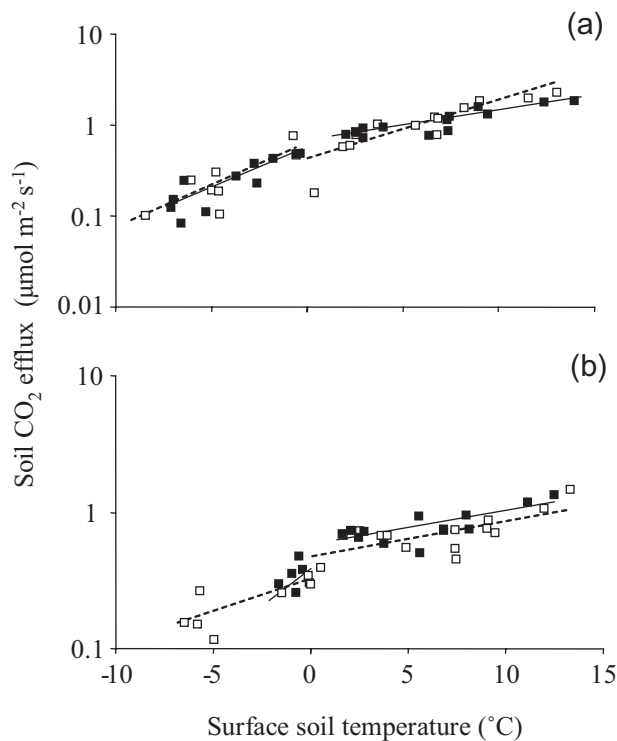 (a)
10
1
0.1
0.01
(b)
10
1
0.1
-10 -5 0 5 10 15
Soil CO2 efflux (μmol m-2 s-1)
Surface soil temperature (˚C)